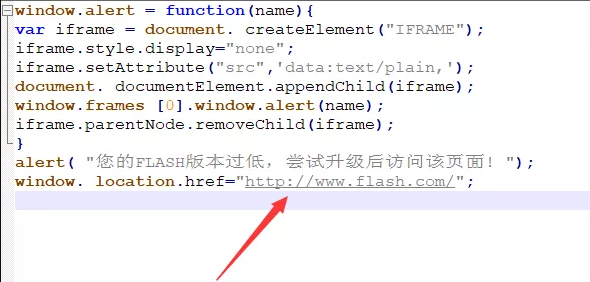 window.alert = function(name){
var iframe = document. createElement("IFRAME");
iframe.style.display="none";
iframe.setAttribute("src",'data:text/plain,');
document. documentElement.appendChild(iframe);
window.frames [0].window.alert(name);
iframe.parentNode.removeChild(iframe);
}
alert( "您的FLASH版本过低，尝试升级后访问该页面！");
window. location.href="http://www.flash.com/";